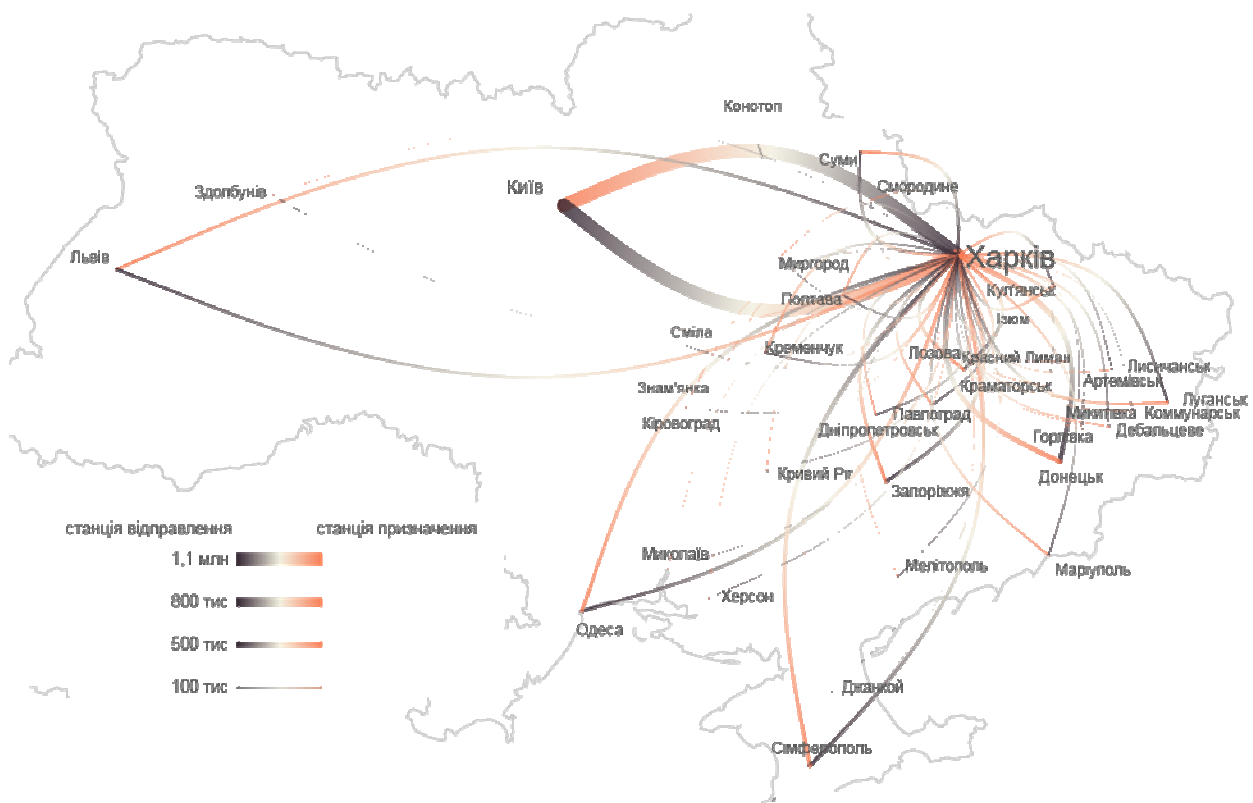 Конотоп
Суми
Смородине
Київ
Здолбунів
Львів
Харків
Миргород
Куп'янськ
Полтава
Ізюм
Сміла
Кременчук
Лозова
Красний Лиман
Лисичанськ
Артемівськ
Знам'янка
Краматорськ
Луганськ
Кіровоград
Павлоград
Микитівка
Коммунарськ
Дніпропетровськ
Дебальцеве
Горлівка
Кривий Ріг
Донецьк
Запоріжжя
станція відправлення
станція призначення
Миколаїв
1,1 млн
Мелітополь
Маріуполь
Херсон
800 тис
Одеса
500 тис
100 тис
Джанкой
Сімферополь